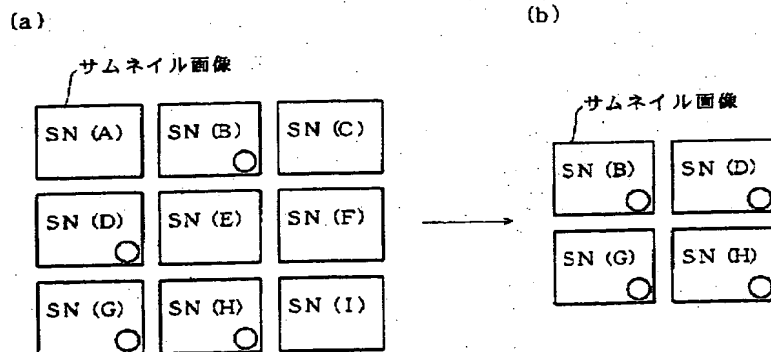 (a)
サムネイル画像
SN (A) SN (B) SN (C)
SN (D) SN (E) SN (F)
SN (G) SN (H) SN (I)
(b)
サムネイル画像
SN (B) SN (D)
SN (G) SN (H)